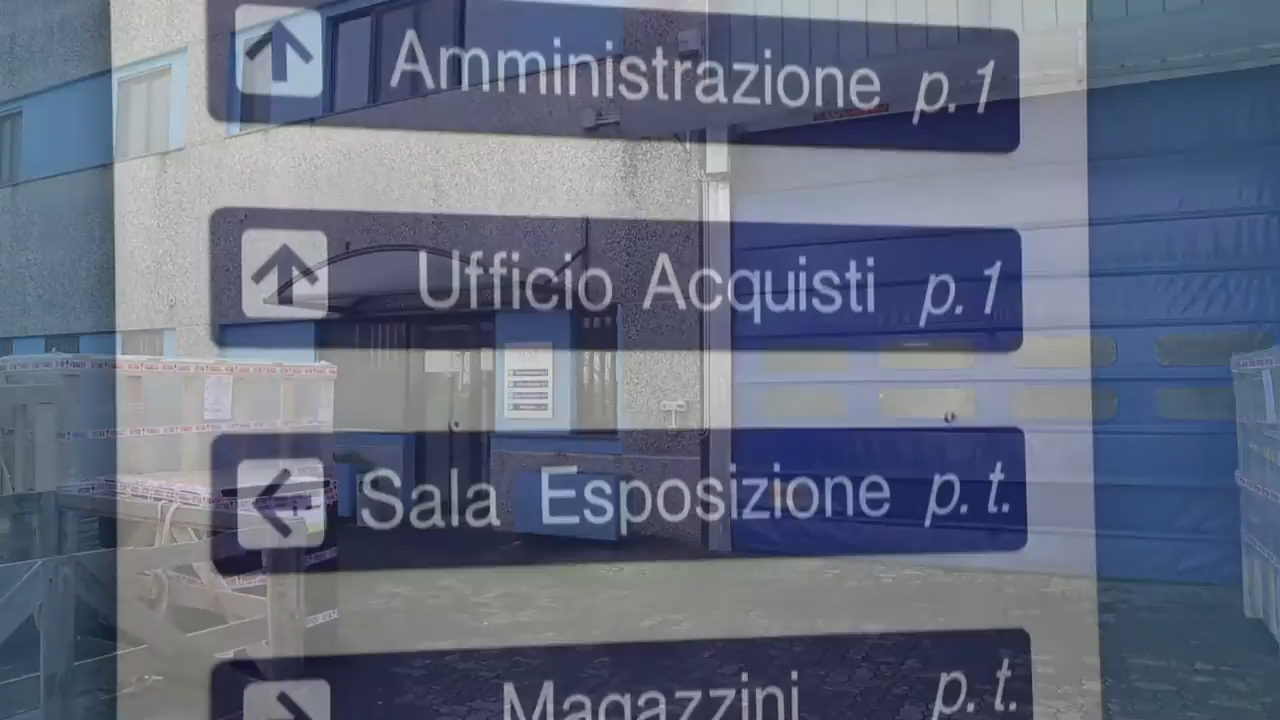 Amministrazione p.1
Ufficio Acquisti p.1
Sala Esposizione p.t.
Magazzini p.t.